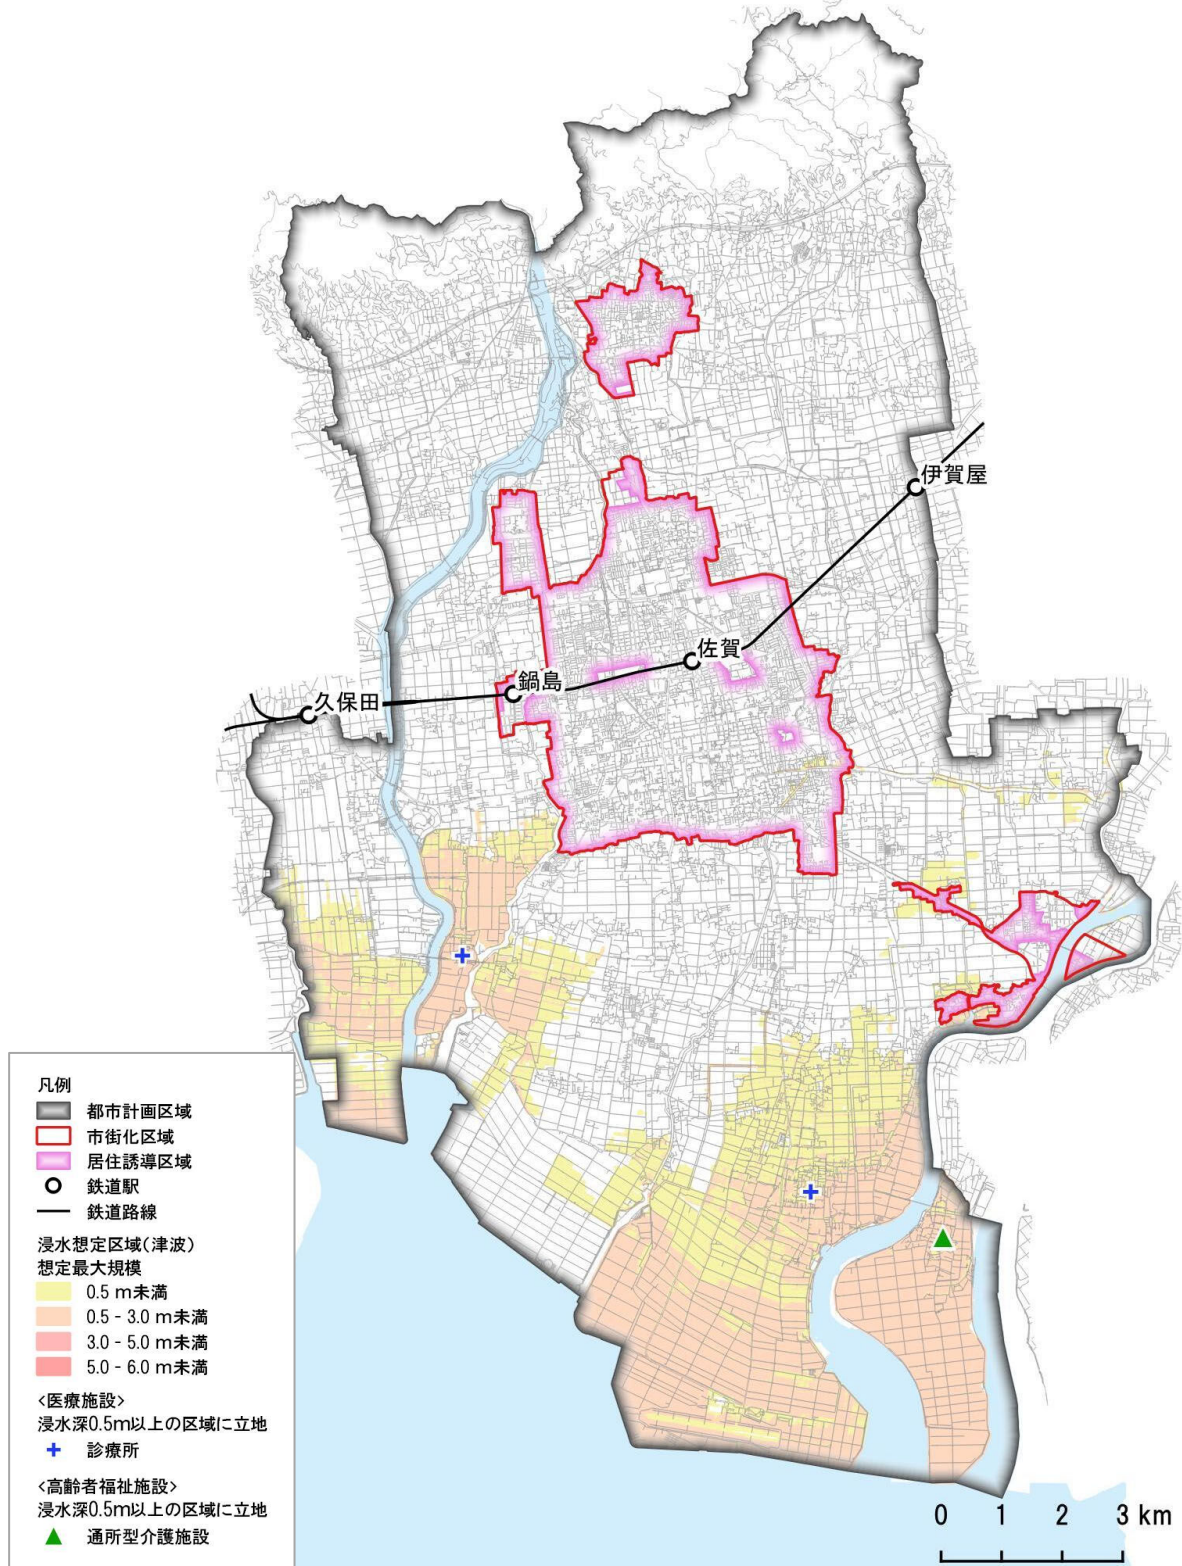 伊賀屋
佐賀
鍋島
久保田
凡例
都市計画区域
市街化区域
居住誘導区域
鉄道駅
鉄道路線
浸水想定区域(津波)
想定最大規模
0.5 m未満
0.5 - 3.0 m未満
3.0 - 5.0 m未満
5.0 - 6.0 m未満
<医療施設>
浸水深0.5m以上の区域に立地
診療所
<高齢者福祉施設>
浸水深0.5m以上の区域に立地
通所型介護施設
0 1 2 3 km